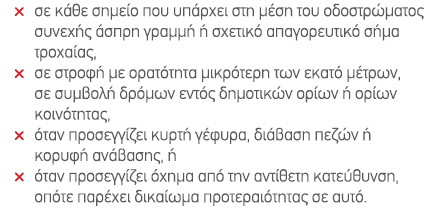 × σε κάθε σημείο που υπάρχει στη μέση του οδοστρώματος
συνεχής άσπρη γραμμή ή σχετικό απαγορευτικό σήμα
τροχαίας,
× σε στροφή με ορατότητα μικρότερη των εκατό μέτρων,
σε συμβολή δρόμων εντός δημοτικών ορίων ή ορίων
κοινότητας,
× όταν προσεγγίζει κυρτή γέφυρα, διάβαση πεζών ή
κορυφή ανάβασης, ή
× όταν προσεγγίζει όχημα από την αντίθετη κατεύθυνση,
οπότε παρέχει δικαίωμα προτεραιότητας σε αυτό.